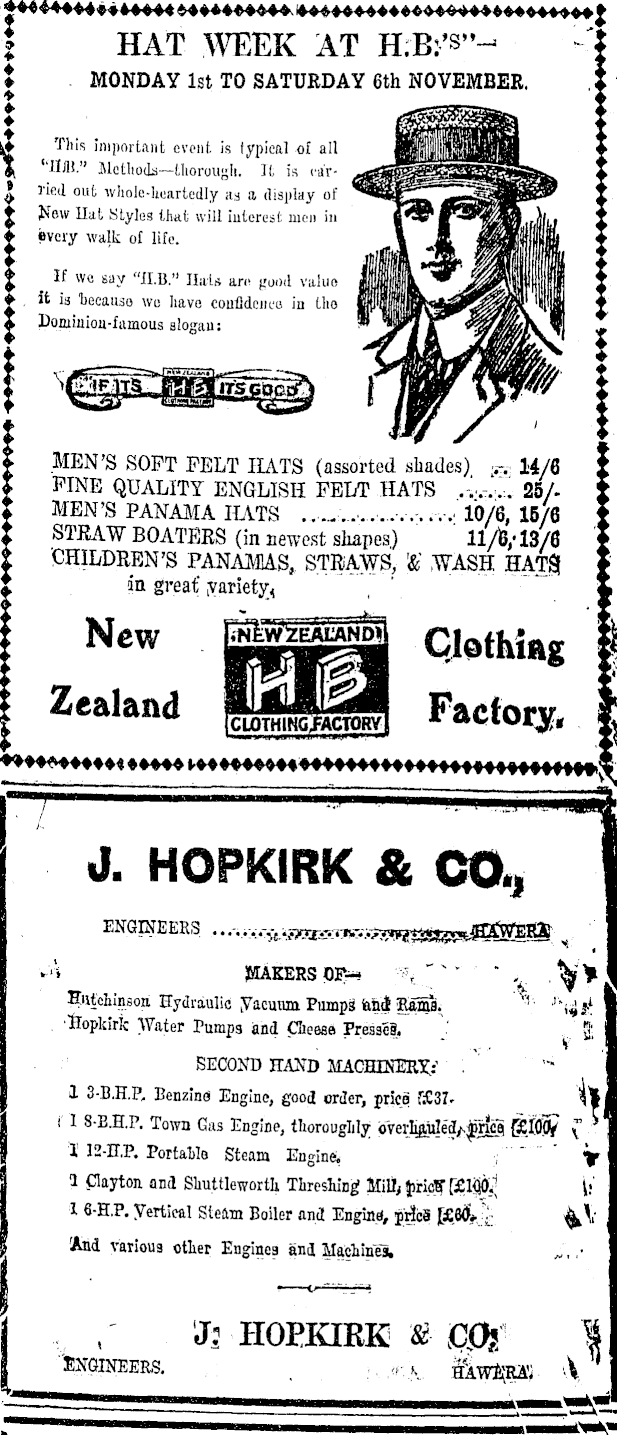 HAT WEEK AT H.B.'S"—
MONDAY 1st TO SATURDAY 6th NOVEMBER.
This important event is typical of all
"H.B." Methods—thorough. It is car-
ried out whole-heartedly as a display of
New Hat Styles that will interest men in
every walk of life.
If we say "H.B." Hats are good value
it is because we have confidence in the
Dominion-famous slogan:
IF IT'S NEW ZEALAND HB CLOTHING FACTORY IT'S GOOD
MEN'S SOFT FELT HATS (assorted shades) ... 14/6
FINE QUALITY ENGLISH FELT HATS ....... 25/-
MEN'S PANAMA HATS .................. 10/6, 15/6
STRAW BOATERS (in newest shapes) 11/6, 13/6
CHILDREN'S PANAMAS, STRAWS, & WASH HATS
in great variety.
New Zealand
NEW ZEALAND
HB
CLOTHING FACTORY
Clothing Factory.
J. HOPKIRK & CO.,
ENGINEERS .............................. HAWERA
MAKERS OF—
Hutchinson Hydraulic Vacuum Pumps and Rams.
Hopkirk Water Pumps and Cheese Presses.
SECOND HAND MACHINERY:
1 3-B.H.P. Benzine Engine, good order, price £37.
1 8-B.H.P. Town Gas Engine, thoroughly overhauled, price £100.
1 12-H.P. Portable Steam Engine.
1 Clayton and Shuttleworth Threshing Mill, price £100.
1 6-H.P. Vertical Steam Boiler and Engine, price £60.
And various other Engines and Machines.
J. HOPKIRK & CO.
ENGINEERS. HAWERA.